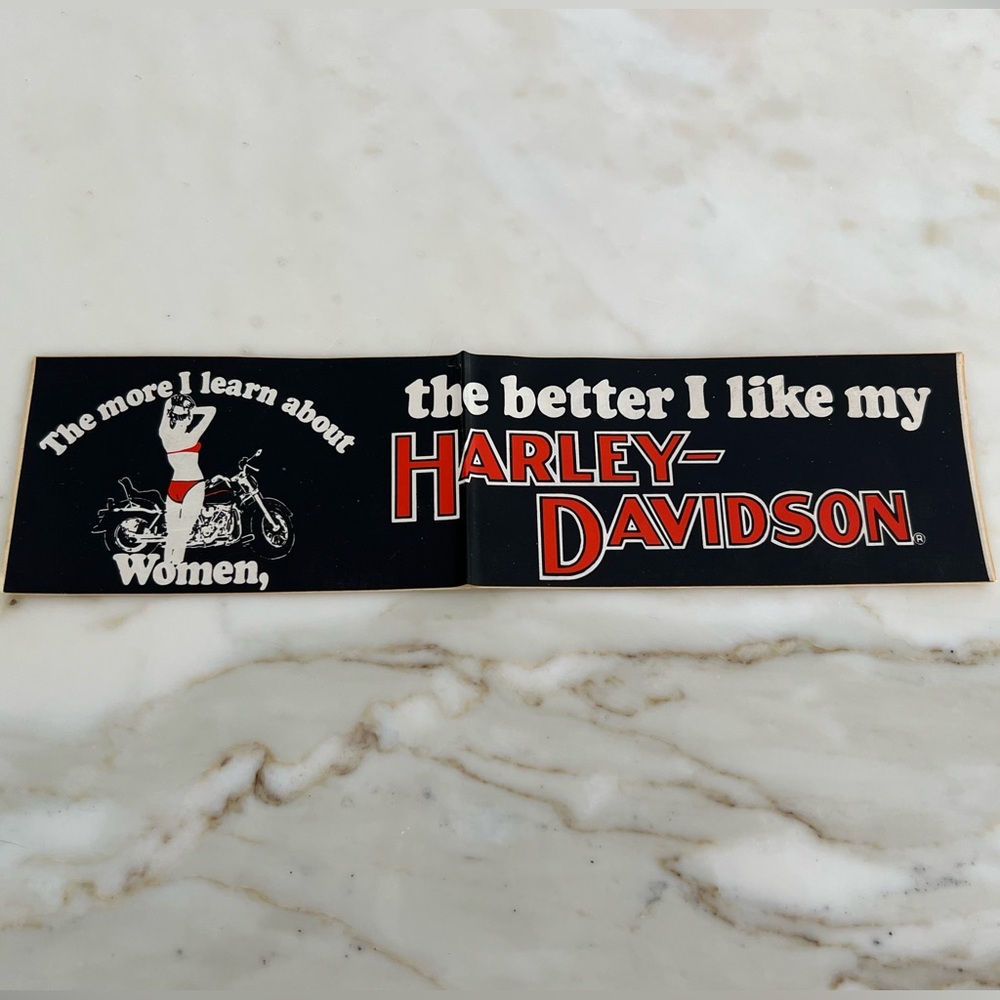 The more I learn about
Women,
the better I like my
HARLEY-
DAVIDSON®